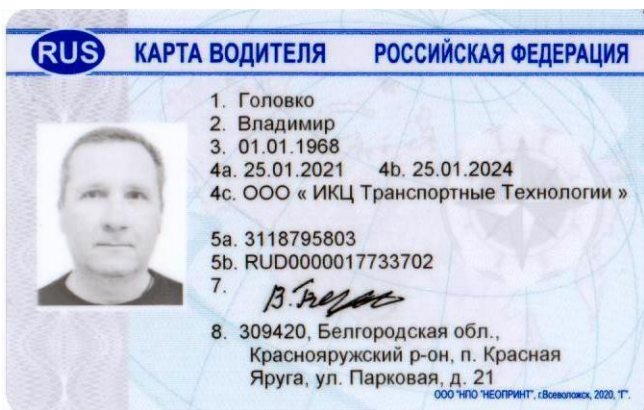 RUS КАРТА ВОДИТЕЛЯ РОССИЙСКАЯ ФЕДЕРАЦИЯ
1. Головко
2. Владимир
3. 01.01.1968
4a. 25.01.2021 4b. 25.01.2024
4c. ООО « ИКЦ Транспортные Технологии »
5a. 3118795803
5b. RUD0000017733702
7.
8. 309420, Белгородская обл.,
Краснояружский р-он, п. Красная
Яруга, ул. Парковая, д. 21
ООО "НПО "НЕОПРИНТ", г.Всеволожск, 2020, "Г".